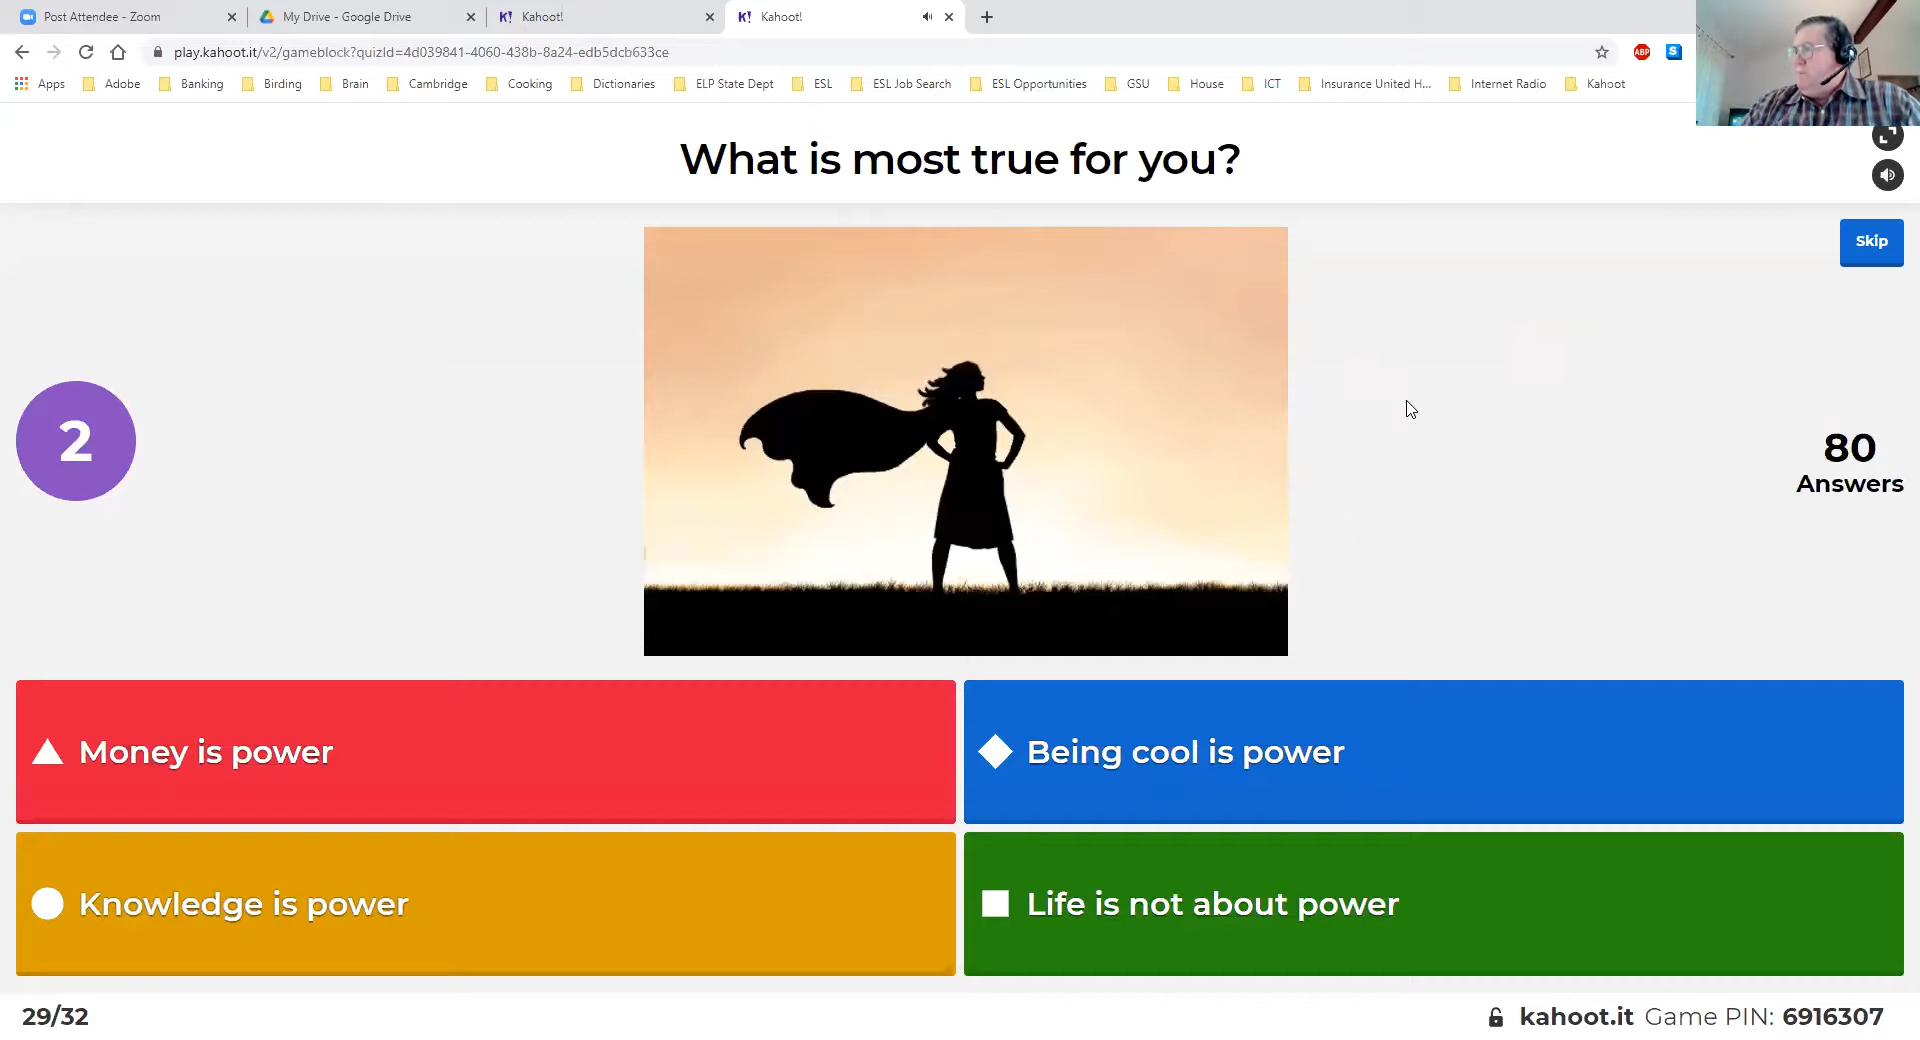 Post Attendee - Zoom
My Drive - Google Drive
K! Kahoot!
K! Kahoot!
play.kahoot.it/v2/gameblock?quizId=4d039841-4060-438b-8a24-edb5dcb633ce
ABP
S
Apps Adobe Banking Birding Brain Cambridge Cooking Dictionaries ELP State Dept ESL ESL Job Search ESL Opportunities GSU House ICT Insurance United H... Internet Radio Kahoot
What is most true for you?
Skip
2
80
Answers
Money is power
Being cool is power
Knowledge is power
Life is not about power
29/32
kahoot.it Game PIN: 6916307